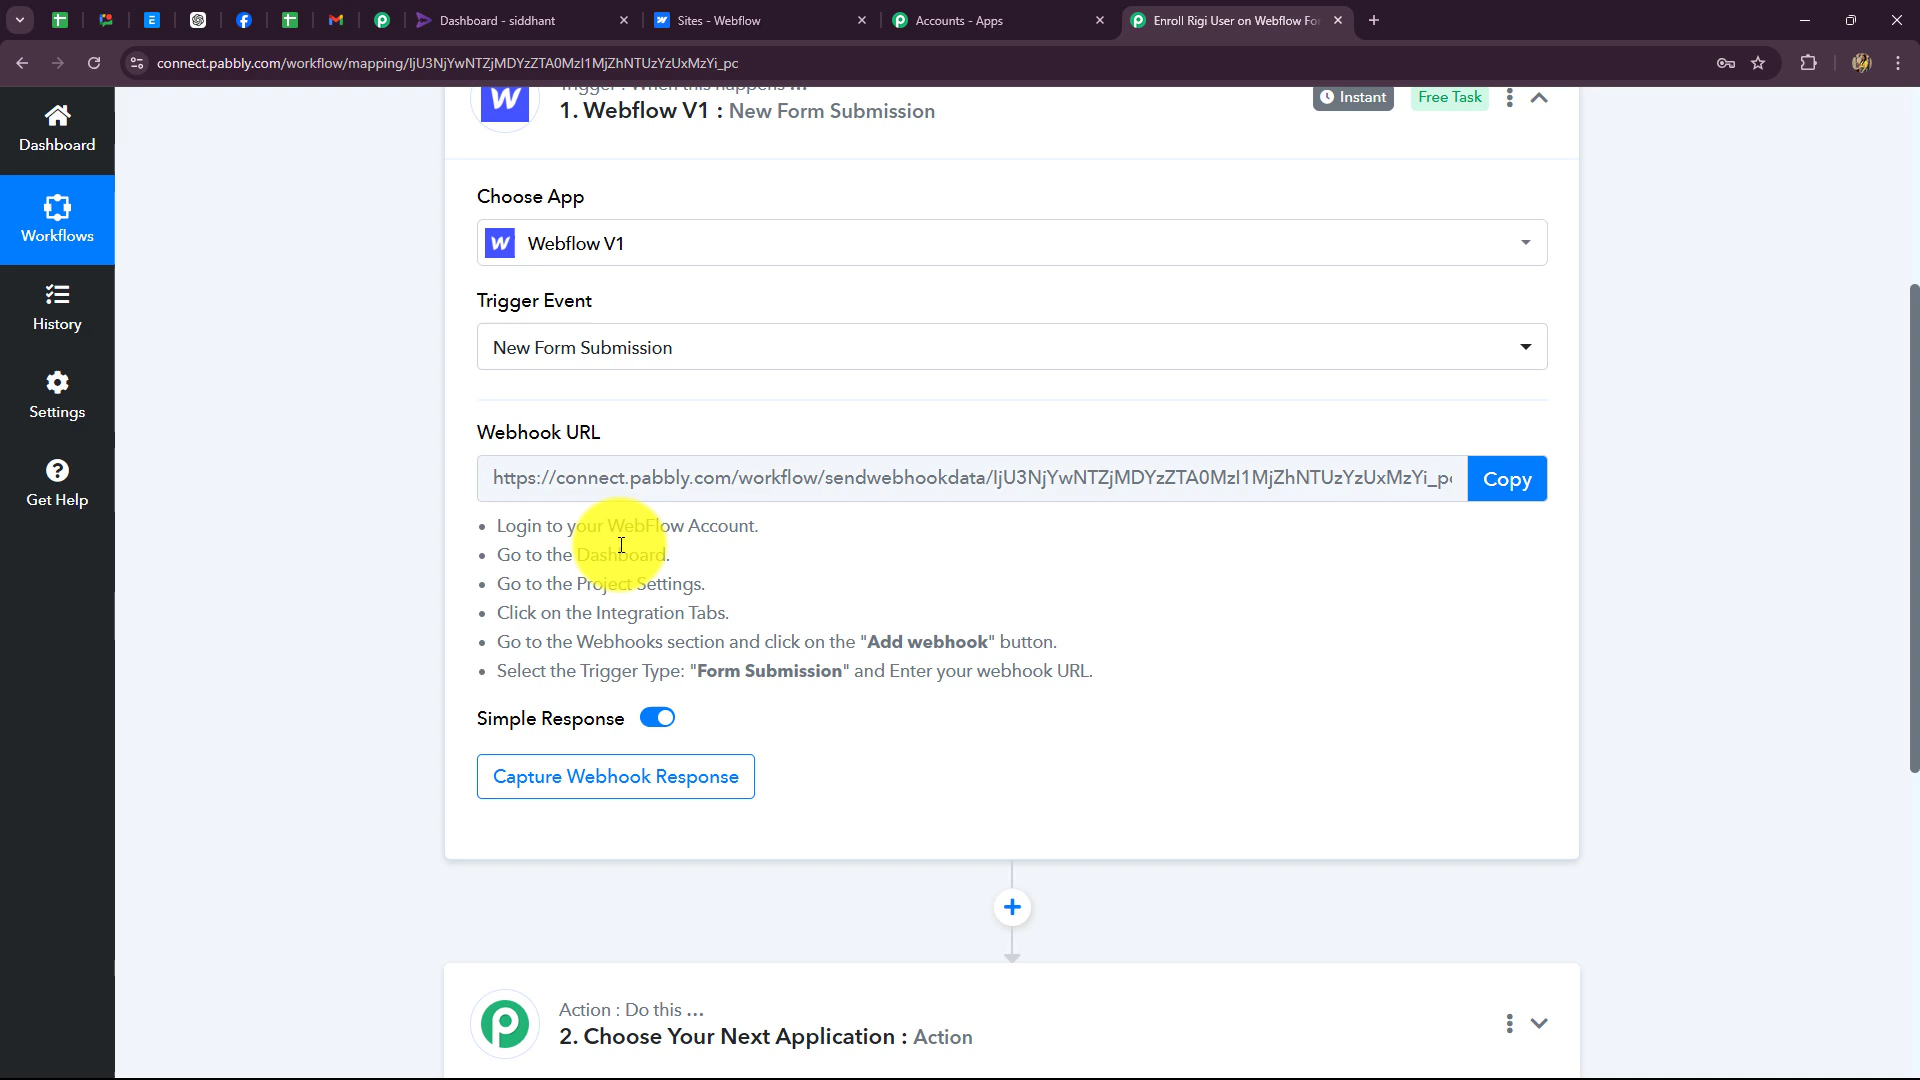 Dashboard - siddhant
Sites - Webflow
Accounts - Apps
Enroll Rigi User on Webflow Fo
connect.pabbly.com/workflow/mapping/IjU3NjYwNTZjMDYzZTA0MzI1MjZhNTUzYzUxMzYi_pc
Dashboard
Workflows
History
Settings
Get Help
Trigger : When this happens ...
1. Webflow V1 : New Form Submission
Instant
Free Task
Choose App
Webflow V1
Trigger Event
New Form Submission
Webhook URL
https://connect.pabbly.com/workflow/sendwebhookdata/IjU3NjYwNTZjMDYzZTA0MzI1MjZhNTUzYzUxMzYi_pc
Copy
• Login to your WebFlow Account.
• Go to the Dashboard.
• Go to the Project Settings.
• Click on the Integration Tabs.
• Go to the Webhooks section and click on the "Add webhook" button.
• Select the Trigger Type: "Form Submission" and Enter your webhook URL.
Simple Response
Capture Webhook Response
Action : Do this ...
2. Choose Your Next Application : Action